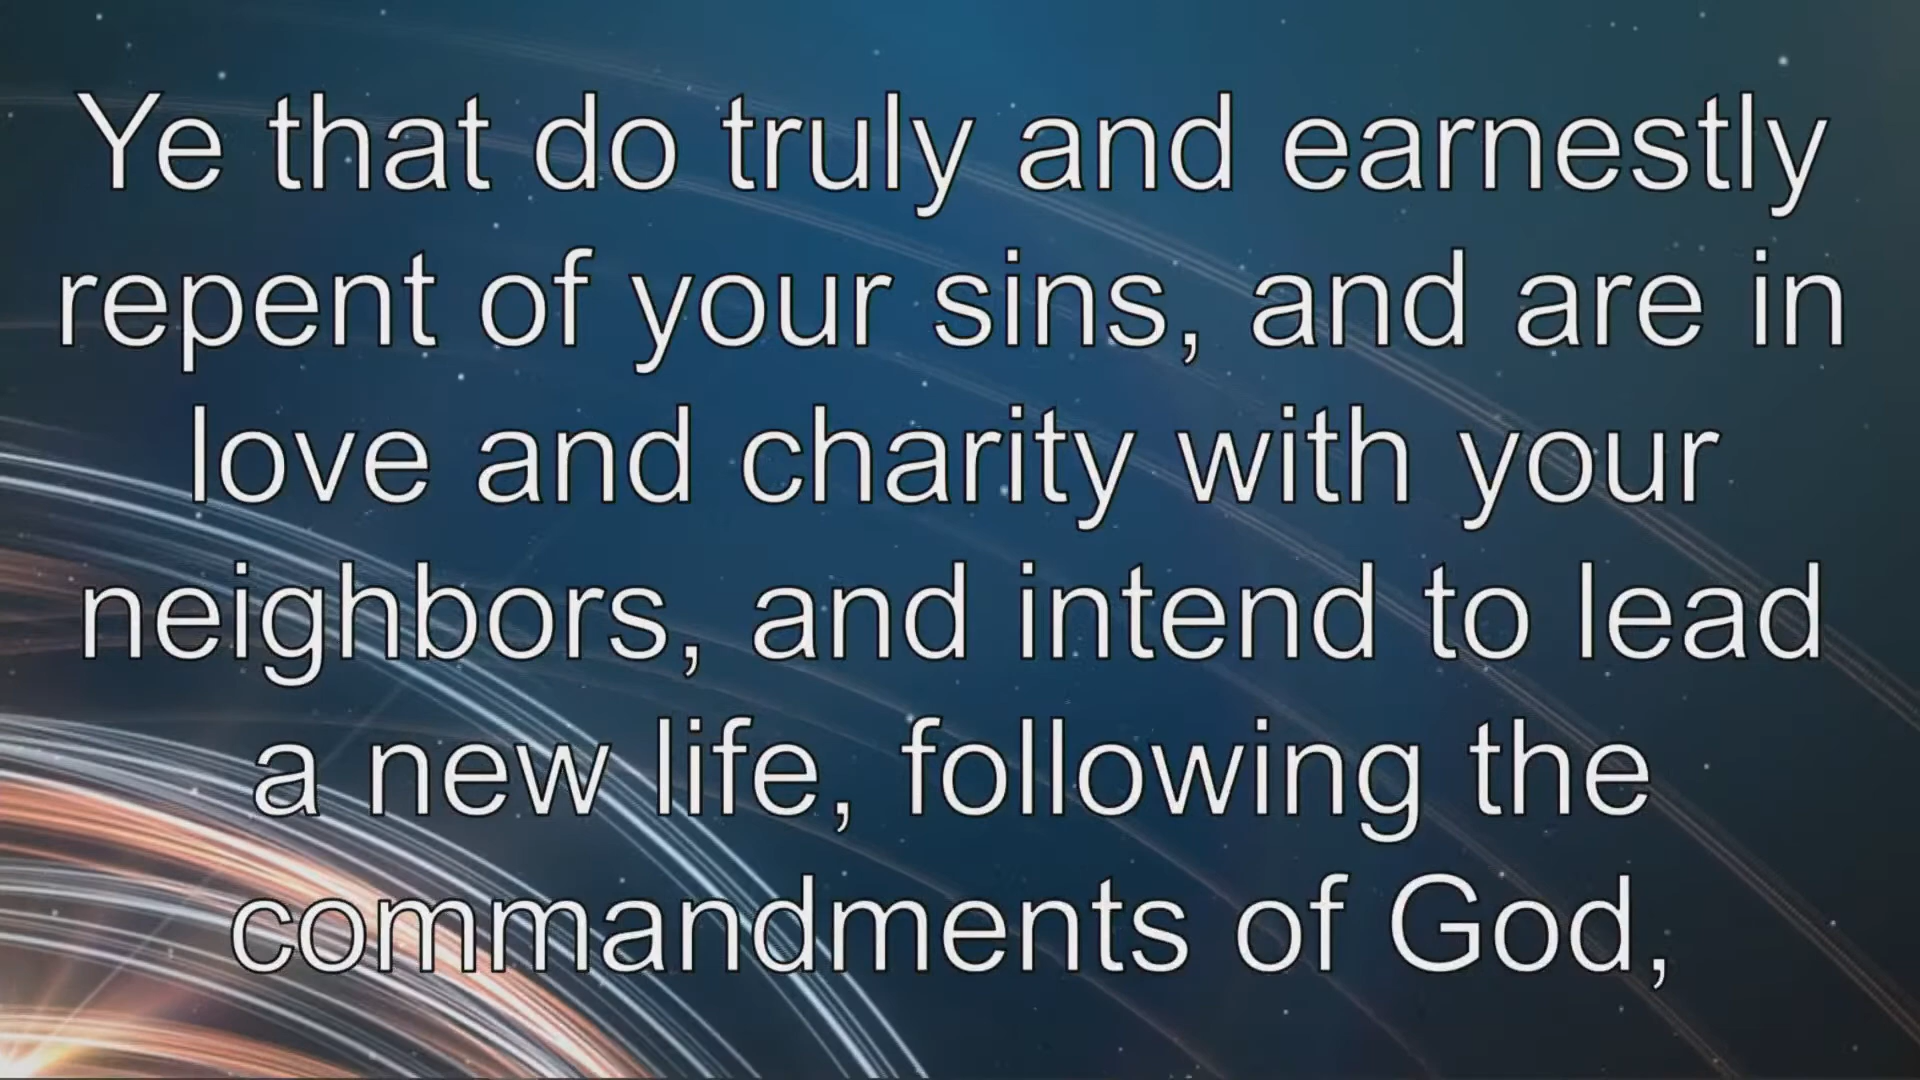 Ye that do truly and earnestly
repent of your sins, and are in
love and charity with your
neighbors, and intend to lead
a new life, following the
commandments of God,